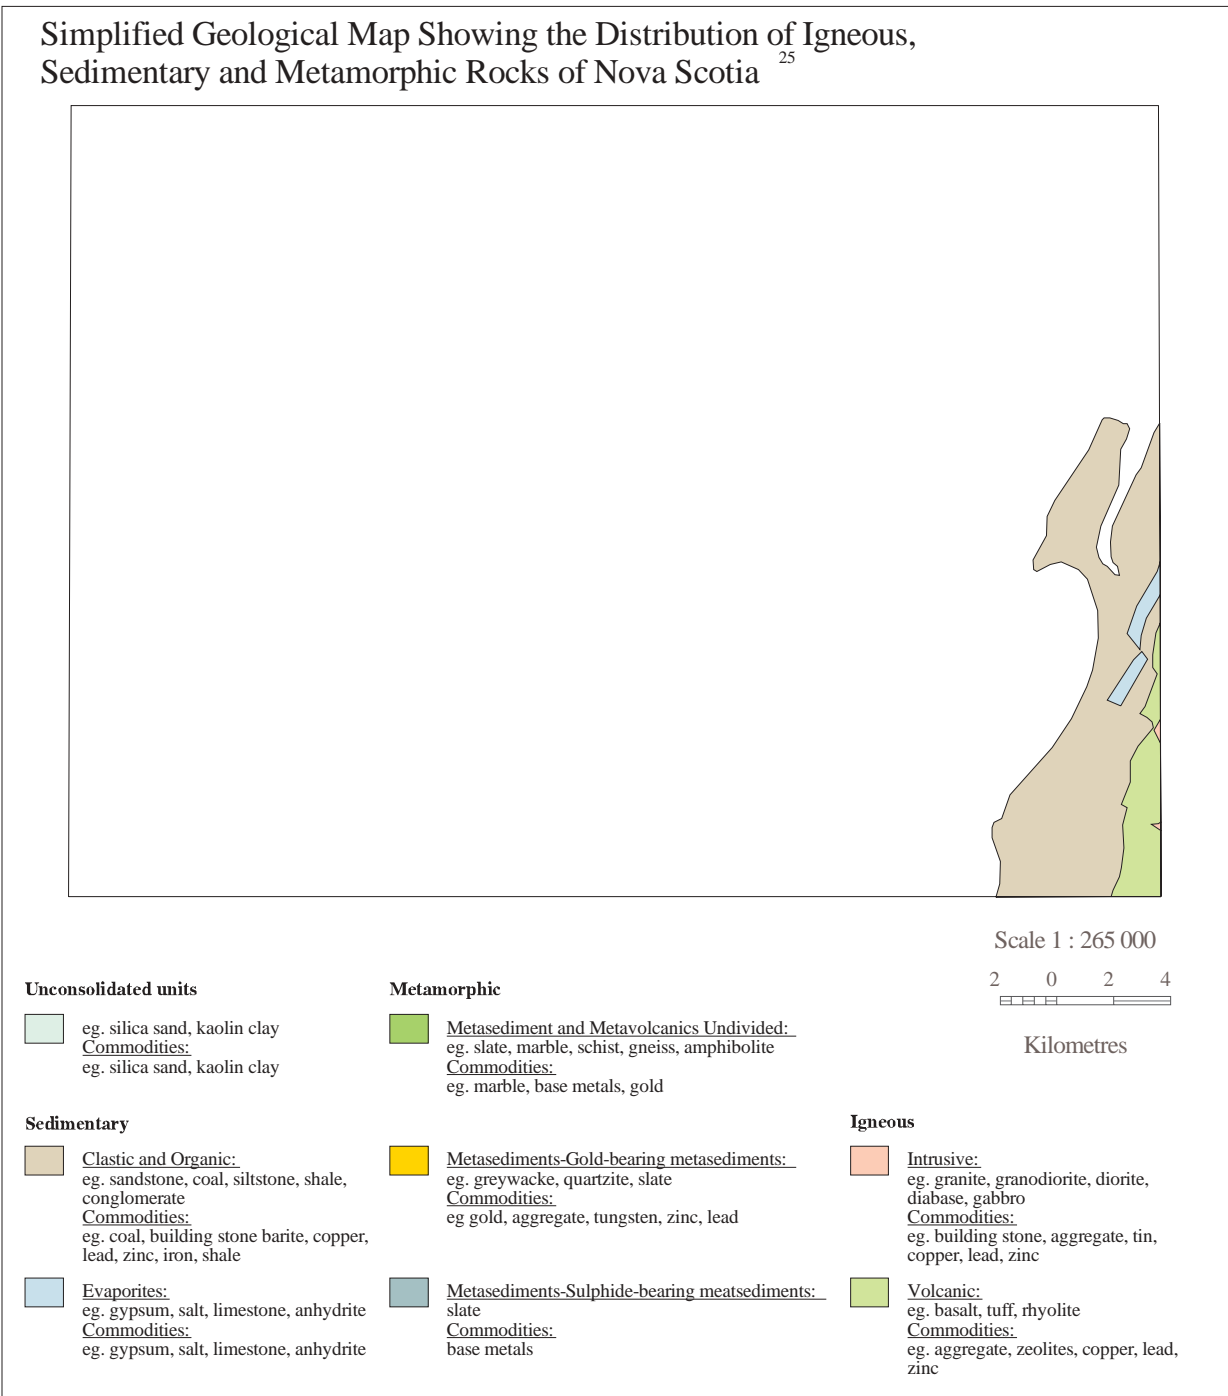 Simplified Geological Map Showing the Distribution of Igneous,
Sedimentary and Metamorphic Rocks of Nova Scotia 25
Scale 1 : 265 000
2 0 2 4
Kilometres
Unconsolidated units
eg. silica sand, kaolin clay
Commodities:
eg. silica sand, kaolin clay
Metamorphic
Metasediment and Metavolcanics Undivided:
eg. slate, marble, schist, gneiss, amphibolite
Commodities:
eg. marble, base metals, gold
Sedimentary
Clastic and Organic:
eg. sandstone, coal, siltstone, shale,
conglomerate
Commodities:
eg. coal, building stone barite, copper,
lead, zinc, iron, shale
Metasediments-Gold-bearing metasediments:
eg. greywacke, quartzite, slate
Commodities:
eg gold, aggregate, tungsten, zinc, lead
Igneous
Intrusive:
eg. granite, granodiorite, diorite,
diabase, gabbro
Commodities:
eg. building stone, aggregate, tin,
copper, lead, zinc
Evaporites:
eg. gypsum, salt, limestone, anhydrite
Commodities:
eg. gypsum, salt, limestone, anhydrite
Metasediments-Sulphide-bearing meatsediments:
slate
Commodities:
base metals
Volcanic:
eg. basalt, tuff, rhyolite
Commodities:
eg. aggregate, zeolites, copper, lead,
zinc